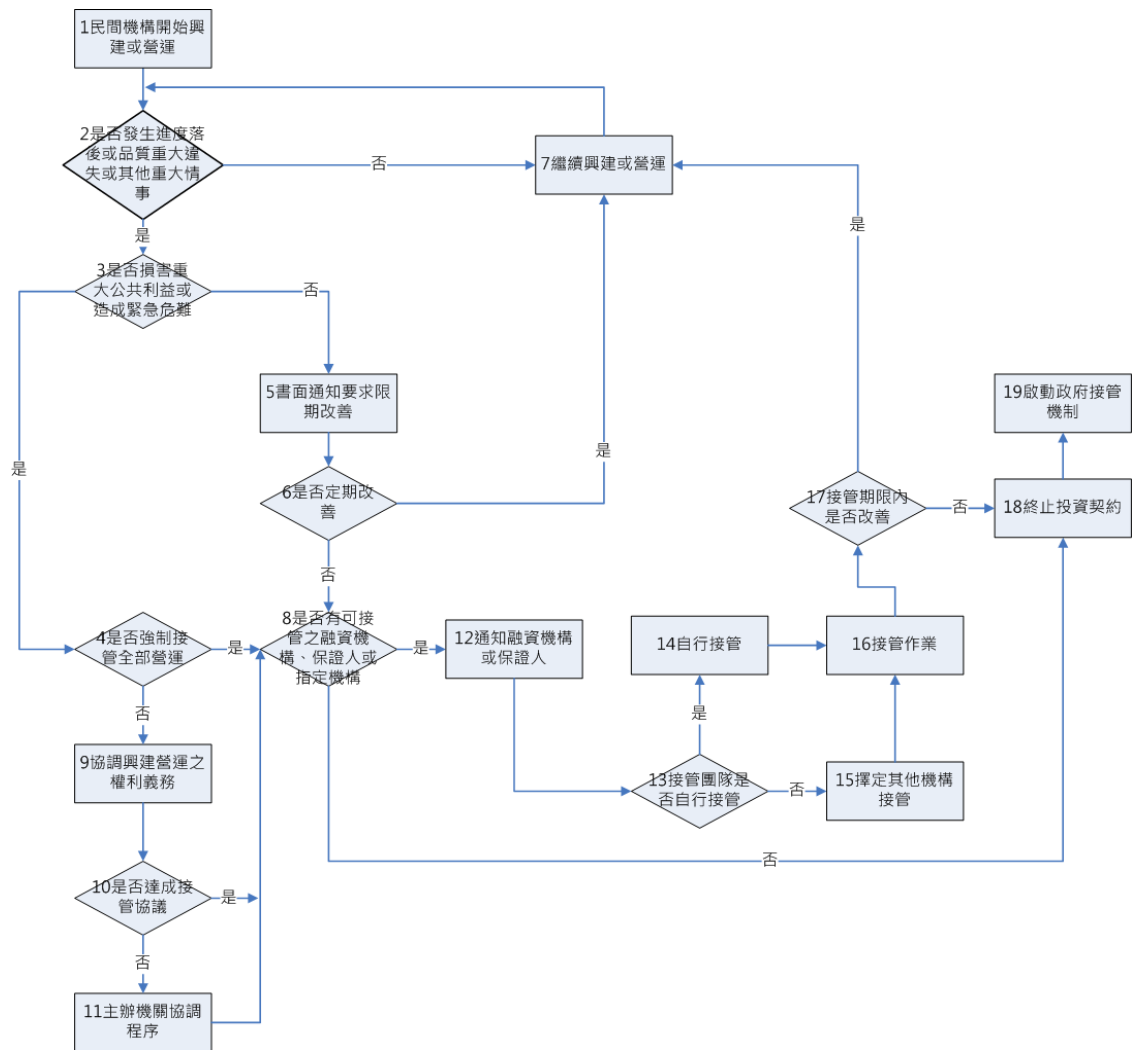 1民間機構開始興
建或營運
2是否發生進度落
後或品質重大違
失或其他重大情
事
否
7繼續興建或營運
是
3是否損害重
大公共利益或
造成緊急危難
否
是
5書面通知要求限
期改善
6是否定期改
善
是
是
否
17接管期限內
是否改善
是
否
18終止投資契約
19啟動政府接管
機制
4是否強制接
管全部營運
是
8是否有可接
管之融資機
構、保證人或
指定機構
是
12通知融資機構
或保證人
14自行接管
16接管作業
否
9協調興建營運之
權利義務
是
13接管團隊是
否自行接管
否
15擇定其他機構
接管
否
10是否達成接
管協議
是
否
11主辦機關協調
程序